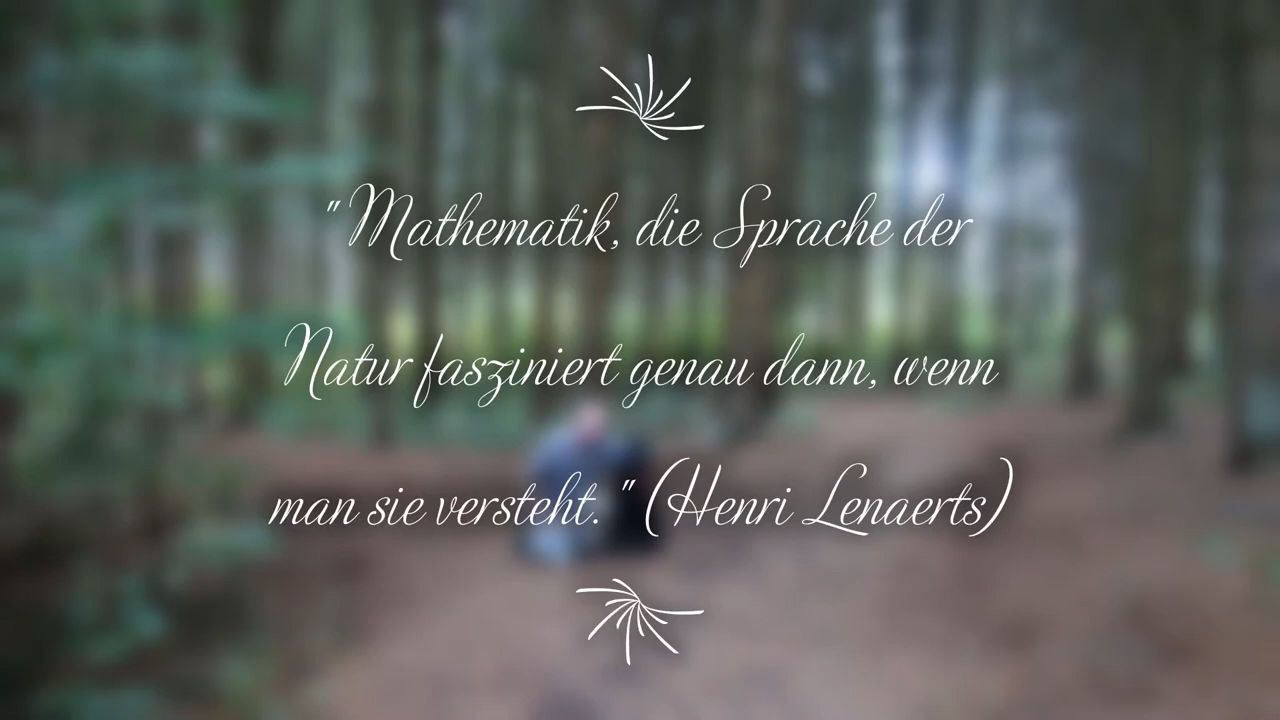 "Mathematik, die Sprache der
Natur fasziniert genau dann, wenn
man sie versteht." (Henri Lenaerts)